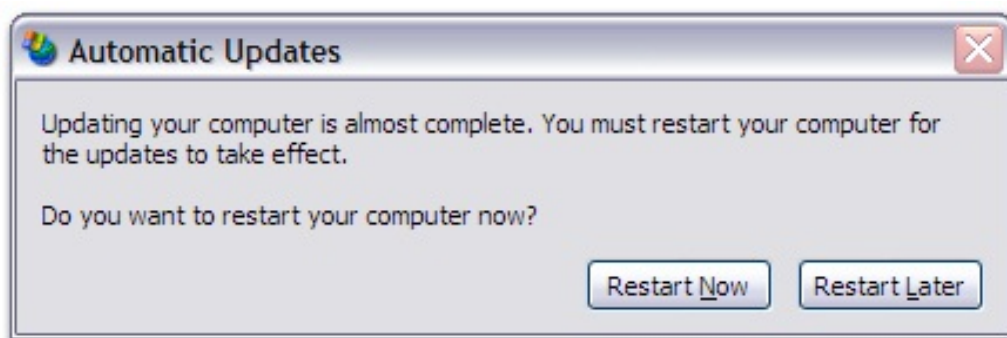 Automatic Updates
Updating your computer is almost complete. You must restart your computer for
the updates to take effect.
Do you want to restart your computer now?
Restart Now
Restart Later